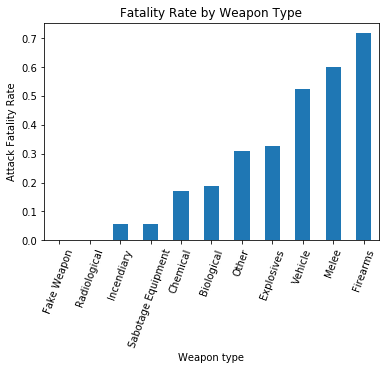 Fatality Rate by Weapon Type
Attack Fatality Rate
0.7
0.6
0.5
0.4
0.3
0.2
0.1
0.0
Fake Weapon
Radiological
Incendiary
Sabotage Equipment
Chemical
Biological
Other
Explosives
Vehicle
Melee
Firearms
Weapon type